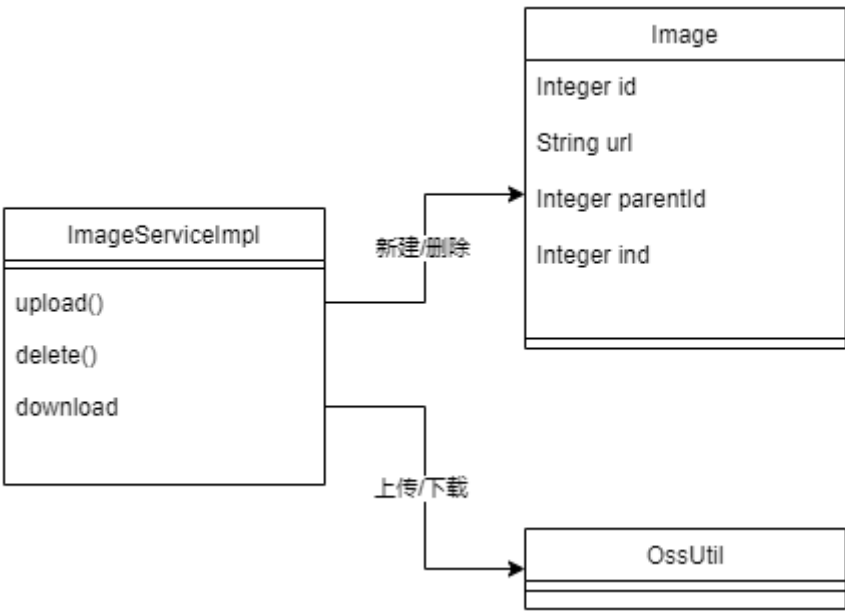 Image
Integer id
String url
Integer parentId
Integer ind
ImageServiceImpl
upload()
delete()
download
新建/删除
上传/下载
OssUtil